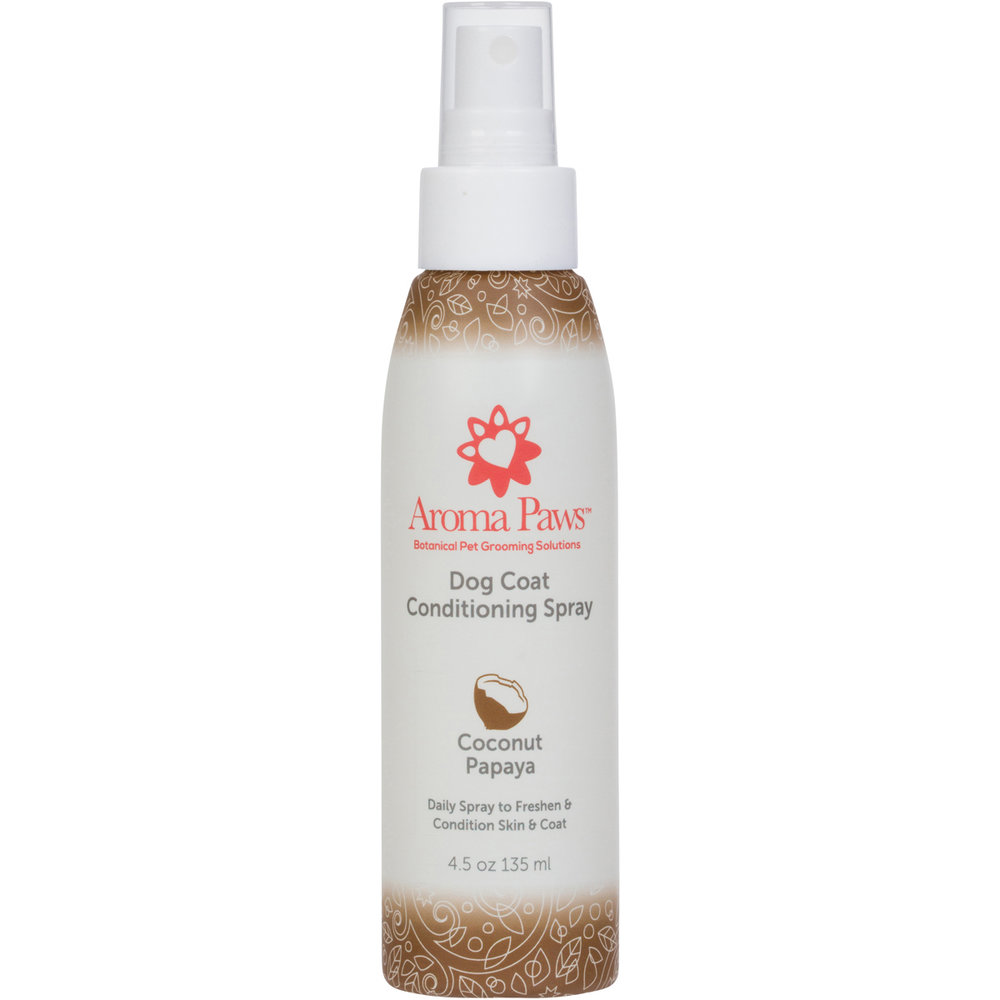 Aroma Paws™
Botanical Pet Grooming Solutions
Dog Coat
Conditioning Spray
Coconut
Papaya
Daily Spray to Freshen &
Condition Skin & Coat
4.5 oz 135 ml